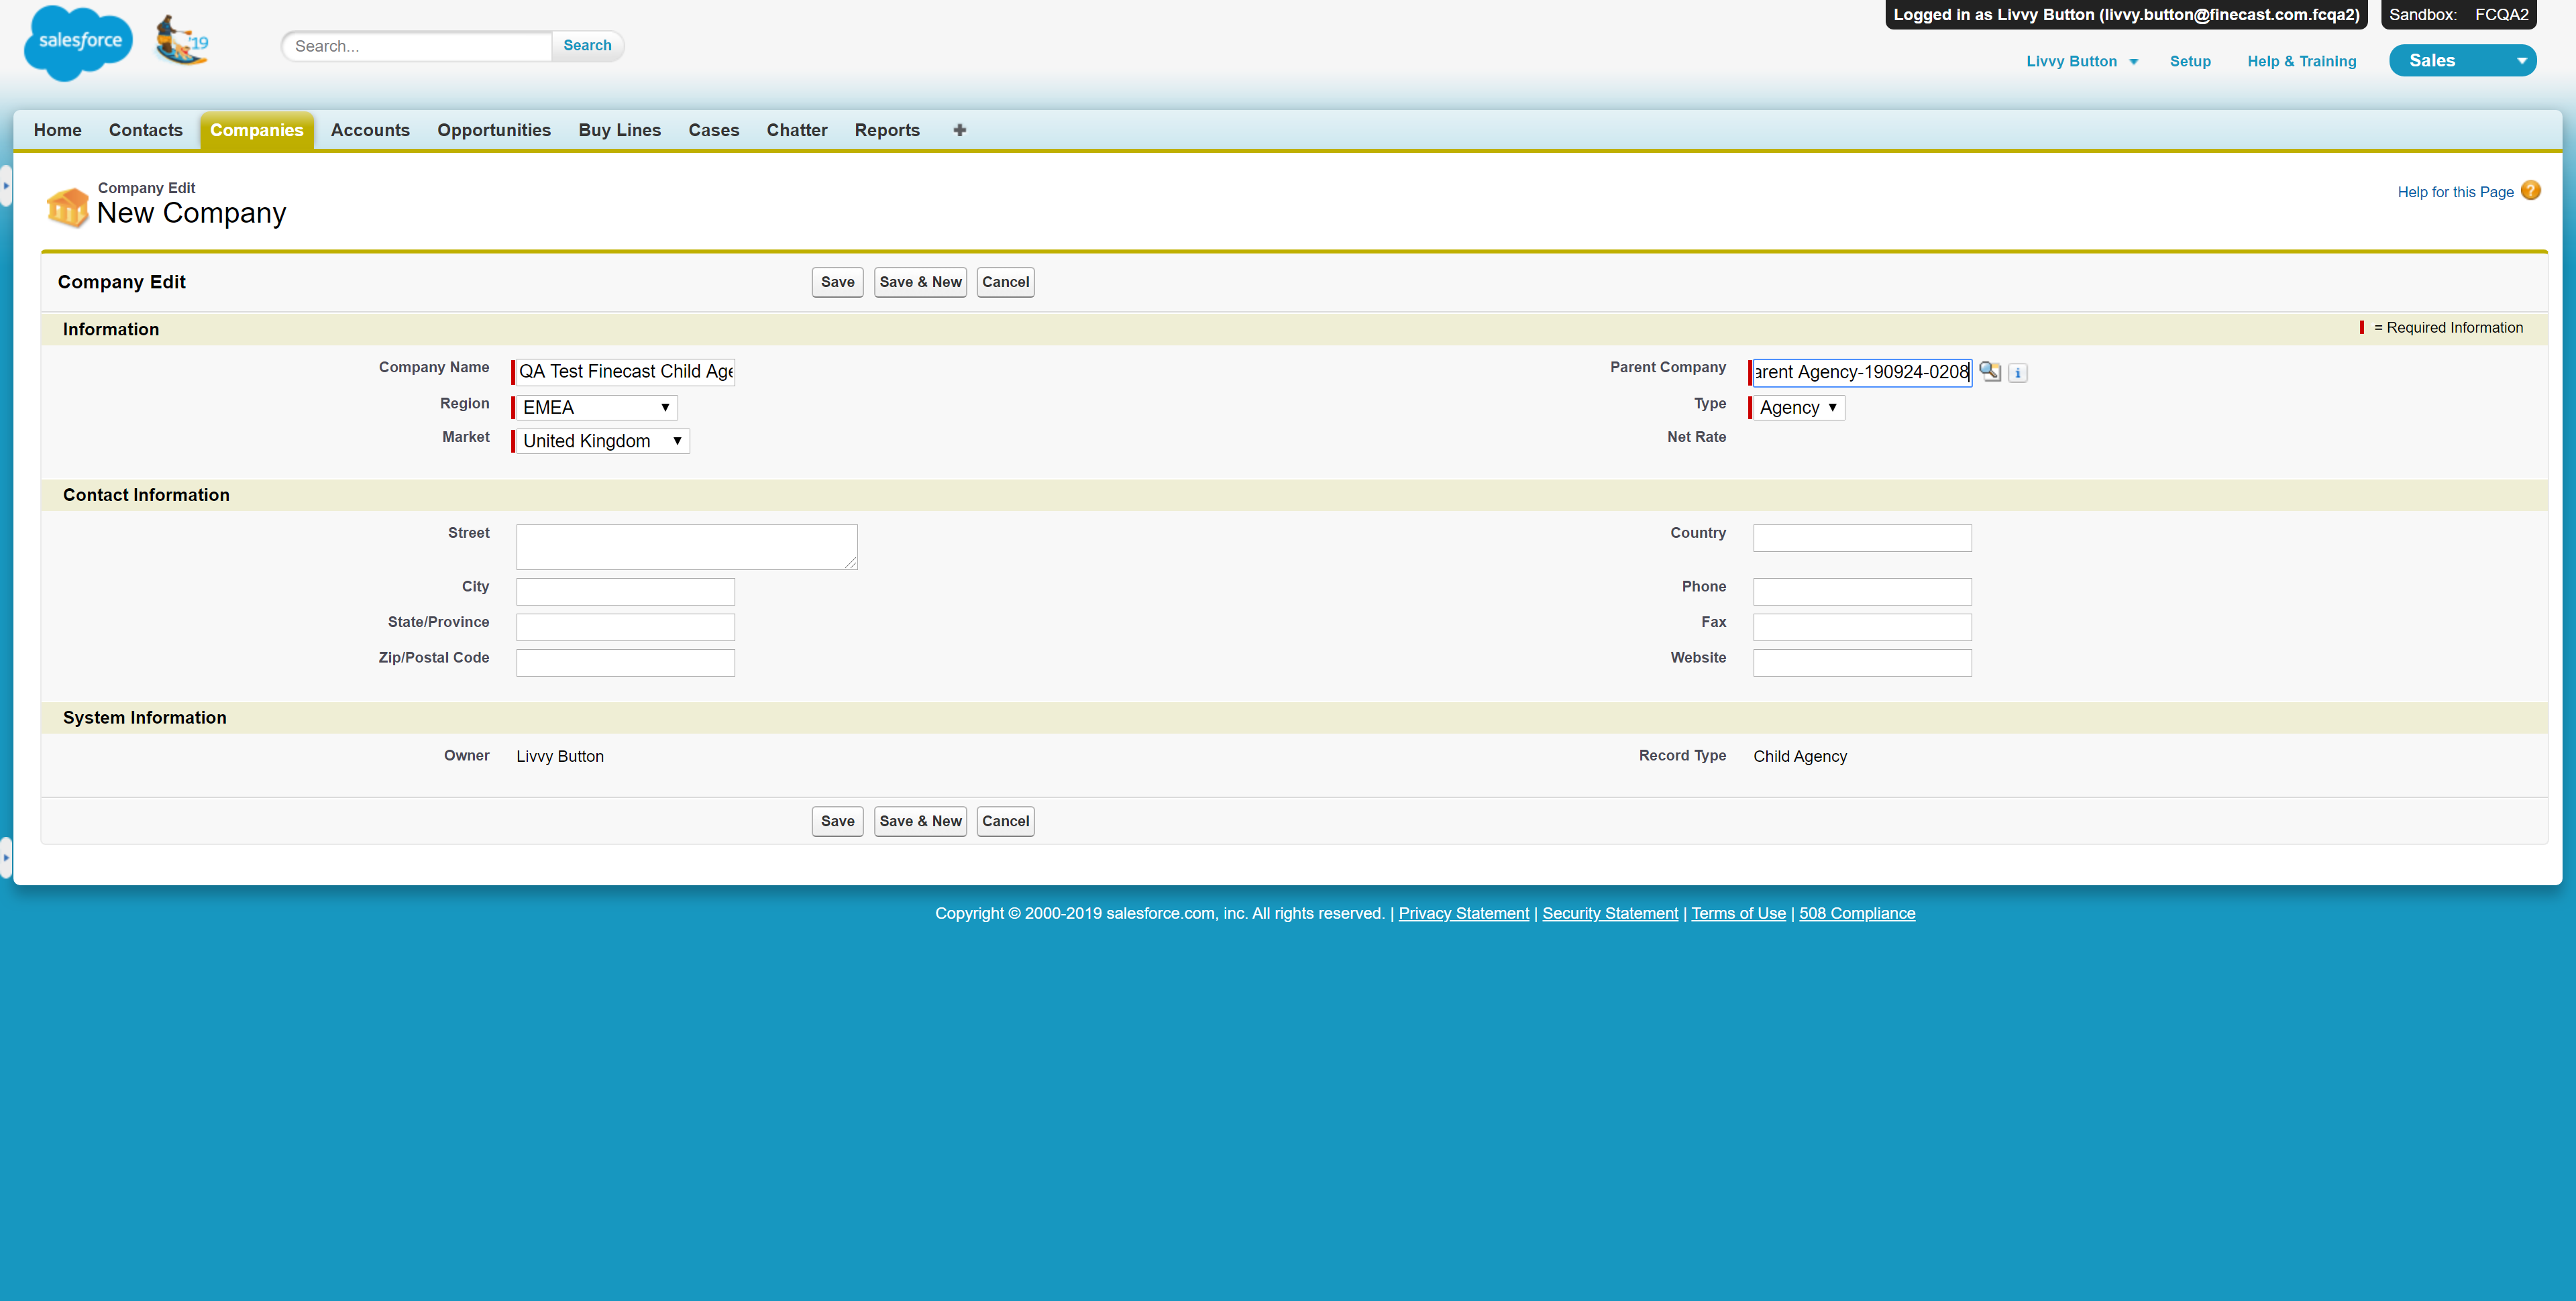 Logged in as Livvy Button (livvy.button@finecast.com.fcqa2) Sandbox: FCQA2
salesforce '19 Search... Search
Livvy Button Setup Help & Training Sales
Home Contacts Companies Accounts Opportunities Buy Lines Cases Chatter Reports
Company Edit
New Company
Help for this Page ?
Company Edit Save Save & New Cancel
Information = Required Information
Company Name QA Test Finecast Child Age Parent Company arent Agency-190924-0208
Region EMEA Type Agency
Market United Kingdom Net Rate
Contact Information
Street Country
City Phone
State/Province Fax
Zip/Postal Code Website
System Information
Owner Livvy Button Record Type Child Agency
Save Save & New Cancel
Copyright © 2000-2019 salesforce.com, inc. All rights reserved. | Privacy Statement | Security Statement | Terms of Use | 508 Compliance